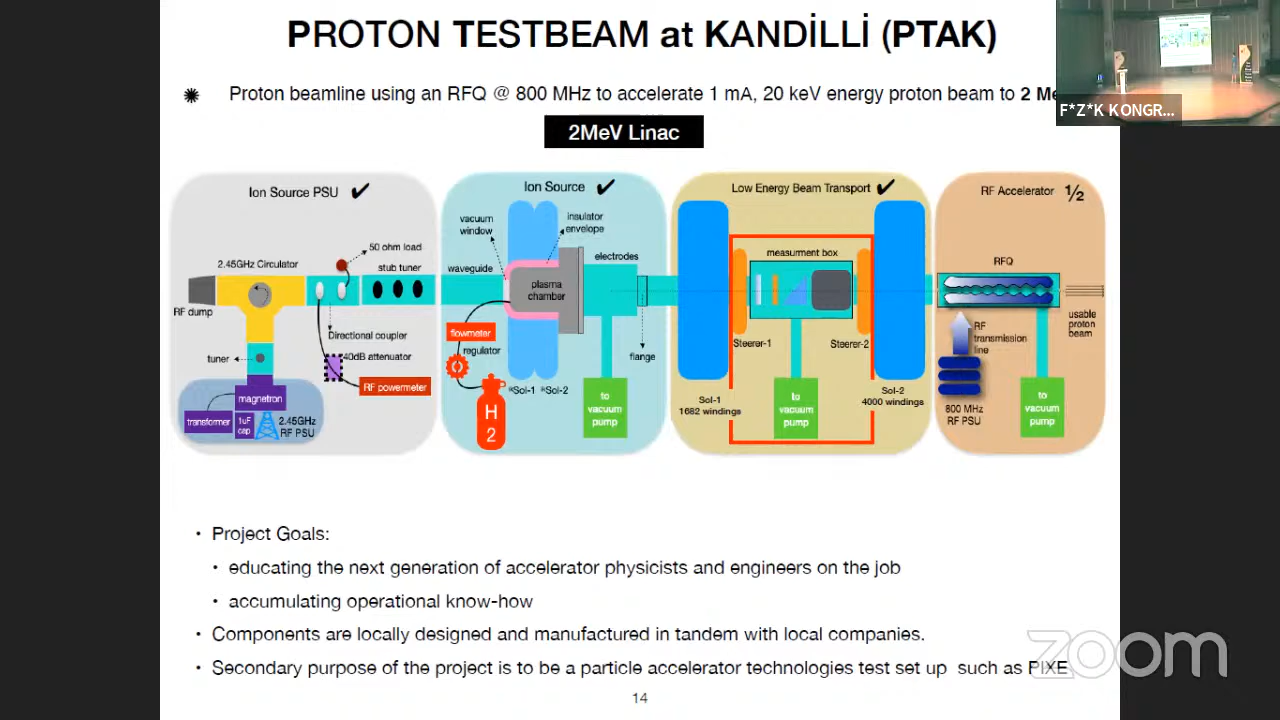 PROTON TESTBEAM at KANDİLLİ (PTAK)
F*Z*K KONGR...
Proton beamline using an RFQ @ 800 MHz to accelerate 1 mA, 20 keV energy proton beam to 2 Me
2MeV Linac
Ion Source PSU ✔
50 ohm load
2.45GHz Circulator
stub tuner
RF dump
Directional coupler
tuner
40dB attenuator
RF powermeter
magnetron
transformer
1uF
cap
2.45GHz
RF PSU
Ion Source ✔
vacuum
window
insulator
envelope
waveguide
electrodes
plasma
chamber
flowmeter
regulator
flange
H
2
*Sol-1
*Sol-2
to
vacuum
pump
Low Energy Beam Transport ✔
measurment box
Steerer-1
Steerer-2
Sol-1
1682 windings
to
vacuum
pump
Sol-2
4000 windings
RF Accelerator ½
RFQ
RF
transmission
line
usable
proton
beam
800 MHz
RF PSU
to
vacuum
pump
• Project Goals:
• educating the next generation of accelerator physicists and engineers on the job
• accumulating operational know-how
• Components are locally designed and manufactured in tandem with local companies.
• Secondary purpose of the project is to be a particle accelerator technologies test set up such as PIXE
zoom
14